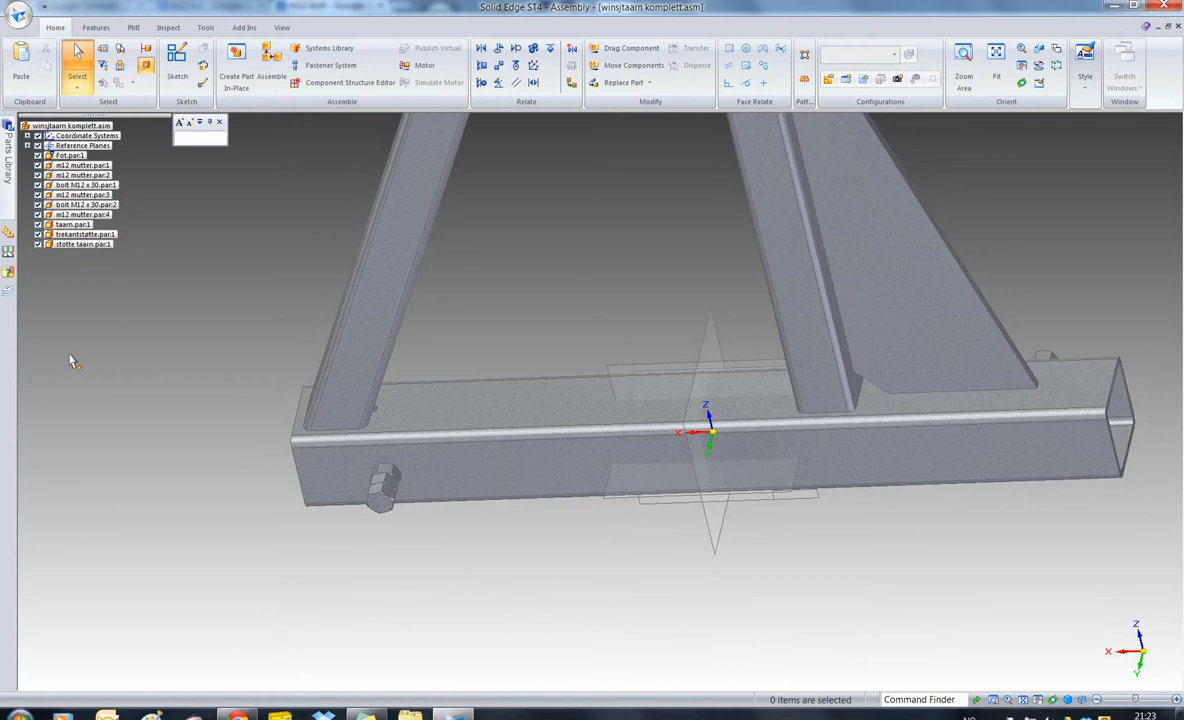 Solid Edge ST4 - Assembly - [winsjtaarn komplett.asm]
Home Features PMI Inspect Tools Add Ins View
Systems Library Publish Virtual Drag Component Transfer
Fastener System Motor Move Components Disperse
Component Structure Editor Simulate Motor Replace Part
Paste Select Sketch Create Part In-Place Assemble Zoom Area Fit Style Switch Windows
Clipboard Select Sketch Assemble Relate Modify Face Relate Patt... Configurations Orient Window
Parts Library
winsjtaarn komplett.asm
Coordinate Systems
Reference Planes
Fot.par:1
m12 mutter.par:1
m12 mutter.par:2
bolt M12 x 30.par:1
m12 mutter.par:3
bolt M12 x 30.par:2
m12 mutter.par:4
taarn.par:1
trekantstøtte.par:1
stotte taarn.par:1
Z
X
Z
X
Y
0 items are selected Command Finder
NO 21:23